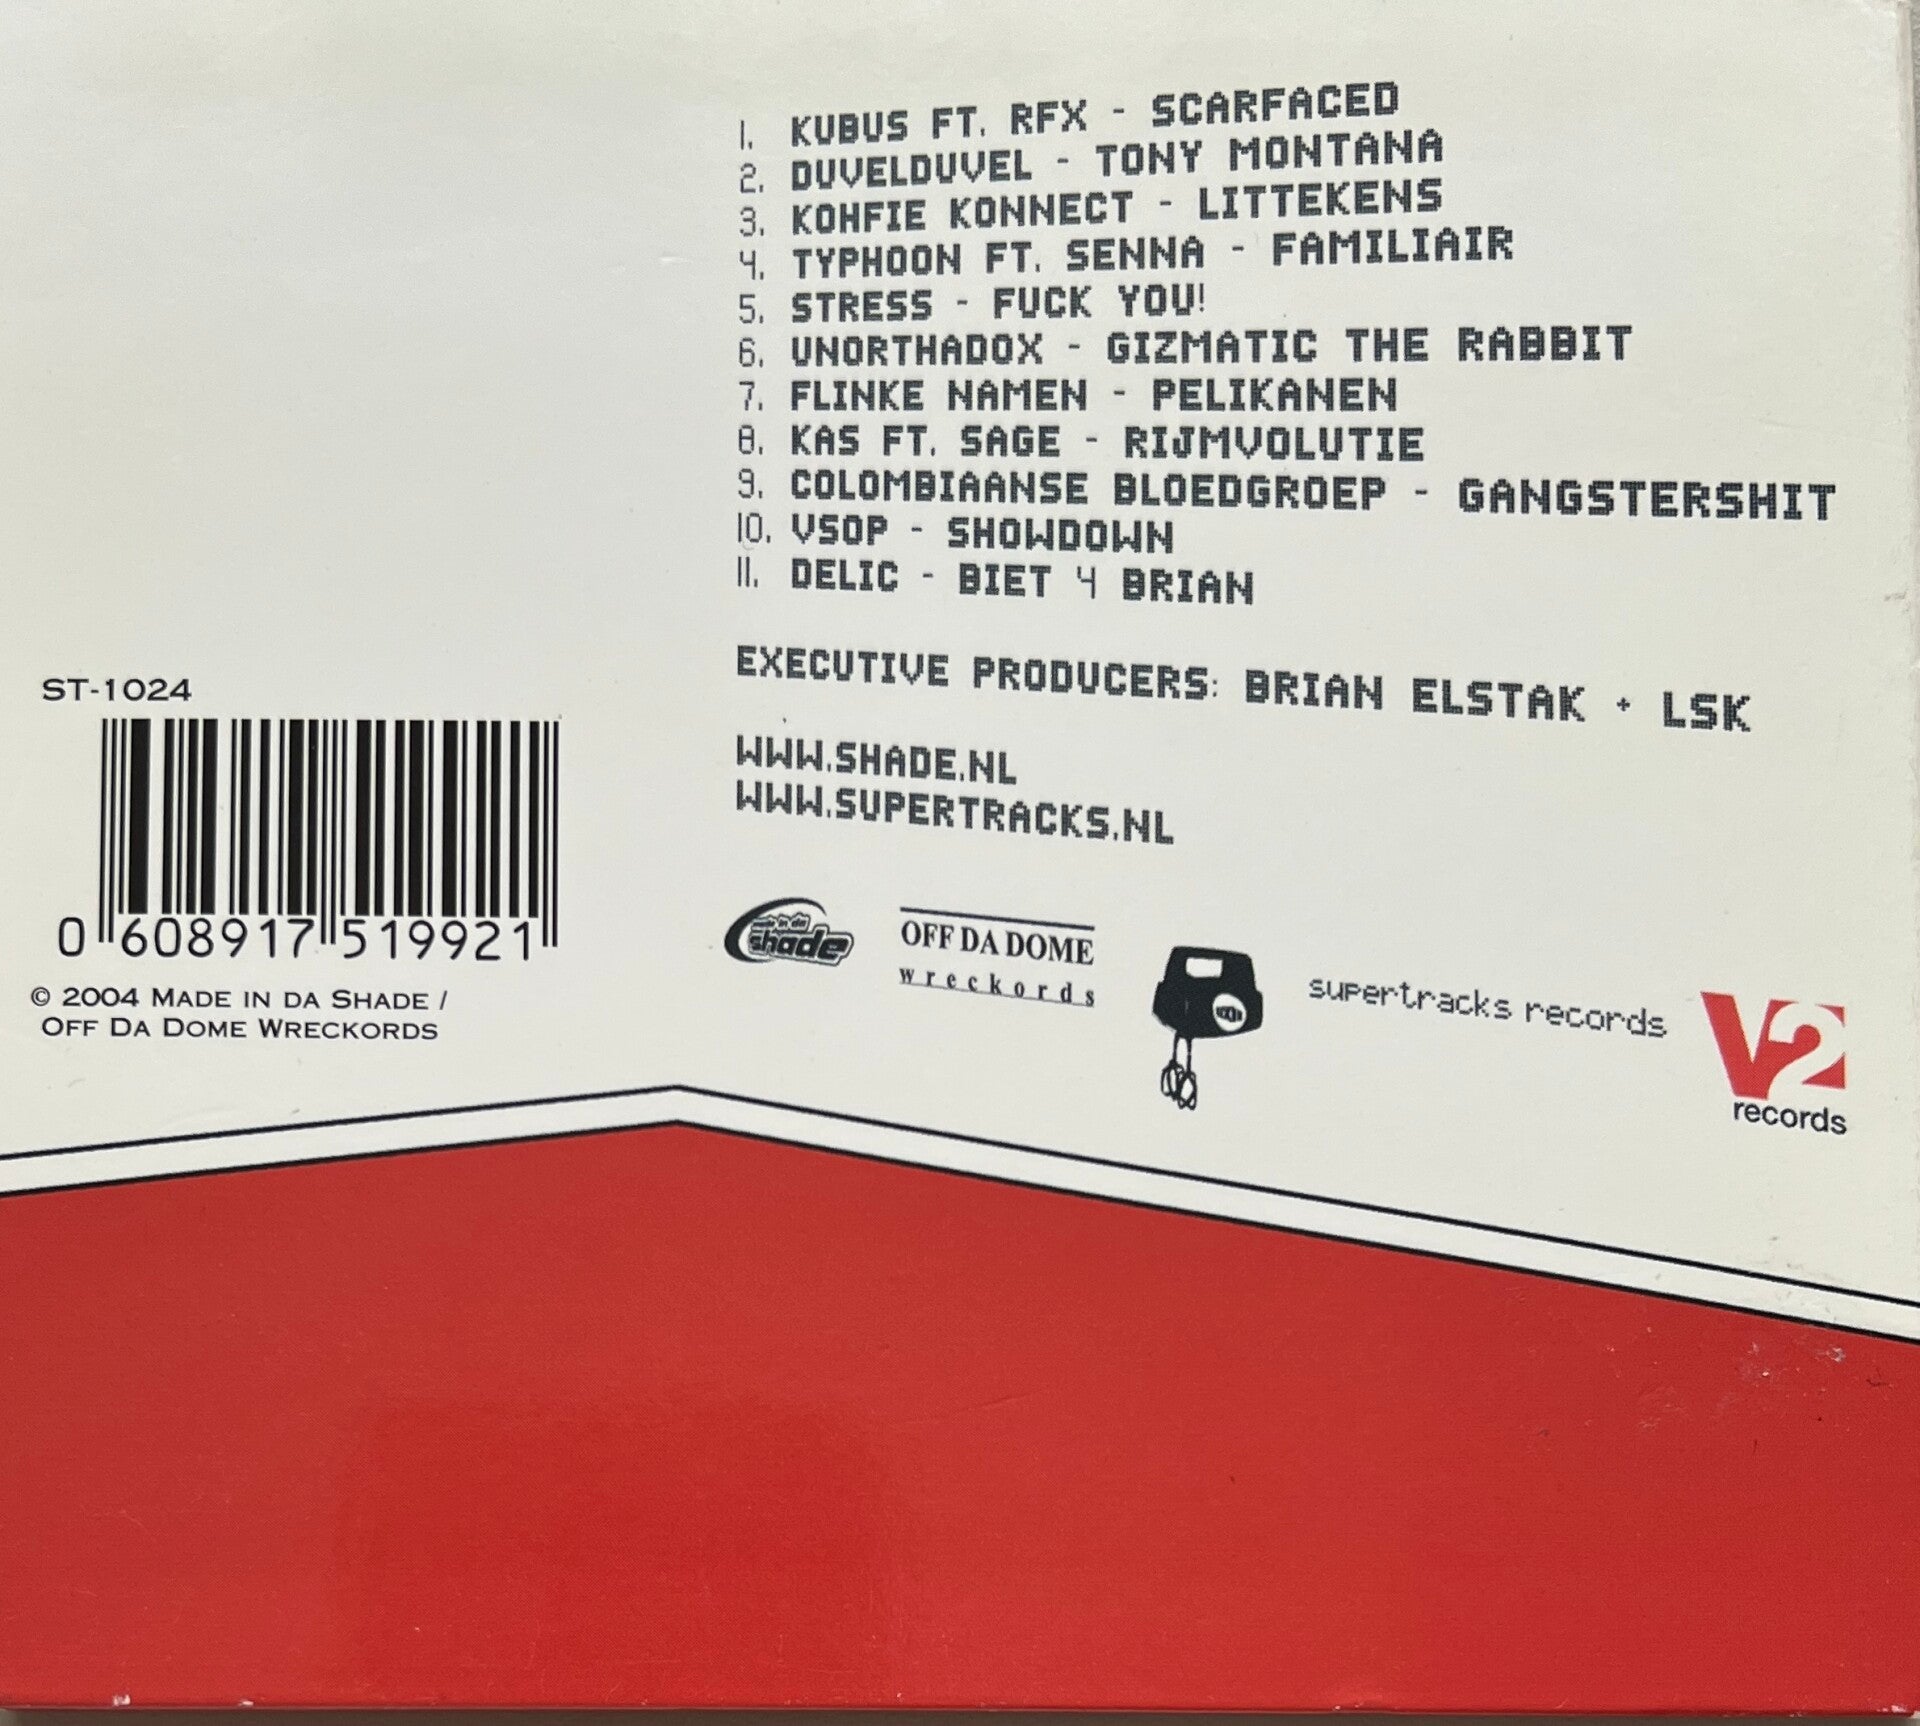 1. KUBUS FT. RFX - SCARFACED
2. DUVELDUVEL - TONY MONTANA
3. KOHFIE KONNECT - LITTEKENS
4. TYPHOON FT. SENNA - FAMILIAIR
5. STRESS - FUCK YOU!
6. UNORTHADOX - GIZMATIC THE RABBIT
7. FLINKE NAMEN - PELIKANEN
8. KAS FT. SAGE - RIJMVOLUTIE
9. COLOMBIAANSE BLOEDGROEP - GANGSTERSHIT
10. VSOP - SHOWDOWN
11. DELIC - BIET 4 BRIAN
EXECUTIVE PRODUCERS: BRIAN ELSTAK + LSK
WWW.SHADE.NL
WWW.SUPERTRACKS.NL
ST-1024
0 608917 519921
© 2004 MADE IN DA SHADE /
OFF DA DOME WRECKORDS
made in da
shade
OFF DA DOME
wreckords
supertracks records
V2
records